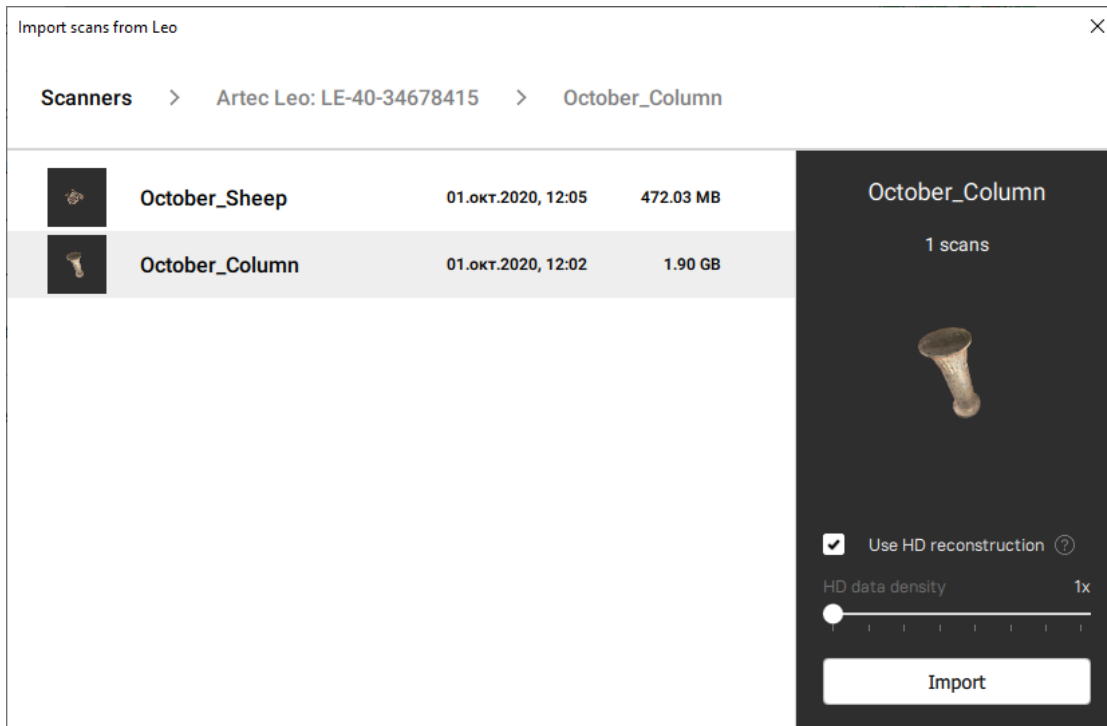 Import scans from Leo
Scanners > Artec Leo: LE-40-34678415 > October_Column
October_Sheep 01.окт.2020, 12:05 472.03 MB
October_Column 01.окт.2020, 12:02 1.90 GB
October_Column
1 scans
Use HD reconstruction ?
HD data density 1x
Import